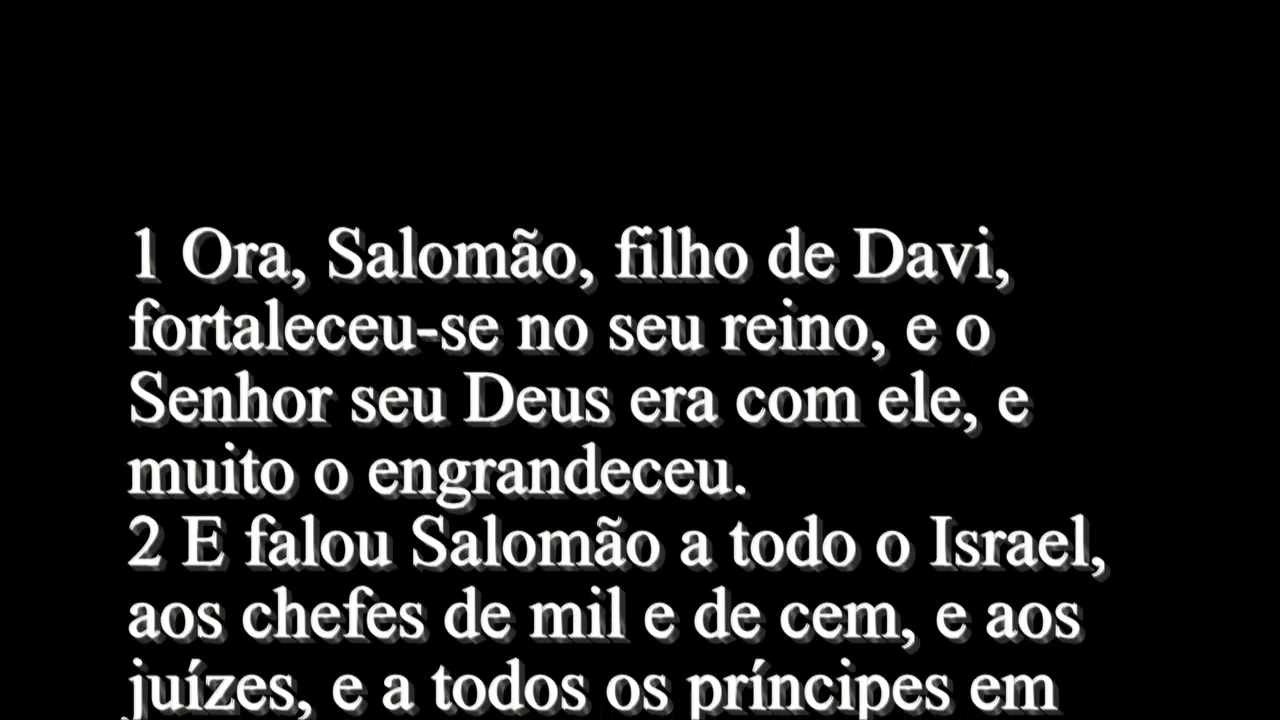 1 Ora, Salomão, filho de Davi,
fortaleceu-se no seu reino, e o
Senhor seu Deus era com ele, e
muito o engrandeceu.
2 E falou Salomão a todo o Israel,
aos chefes de mil e de cem, e aos
juízes, e a todos os príncipes em